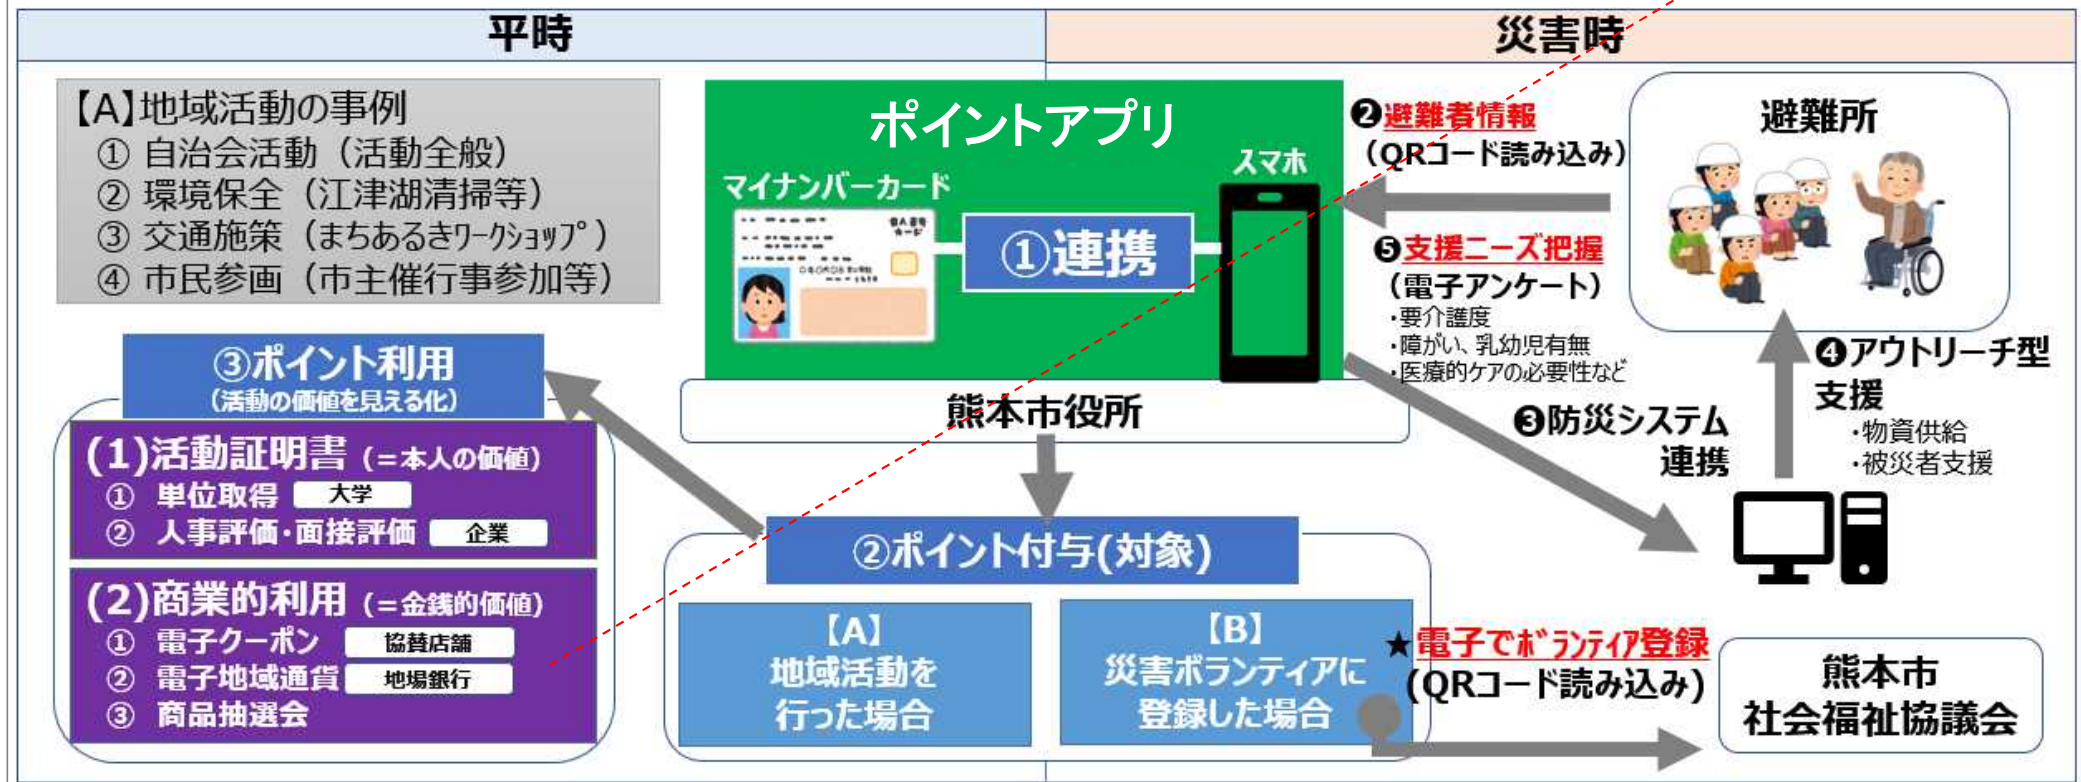 平時
災害時
【A】地域活動の事例
① 自治会活動（活動全般）
② 環境保全（江津湖清掃等）
③ 交通施策（まちあるきﾜｰｸｼｮｯﾌﾟ）
④ 市民参画（市主催行事参加等）
ポイントアプリ
マイナンバーカード
スマホ
個人番号
カード
①連携
熊本市役所
❷避難者情報
（QRコード読み込み）
避難所
❺支援ニーズ把握
（電子アンケート）
・要介護度
・障がい、乳幼児有無
・医療的ケアの必要性など
❹アウトリーチ型
支援
・物資供給
・被災者支援
❸防災システム
連携
③ポイント利用
（活動の価値を見える化）
(1)活動証明書（=本人の価値）
① 単位取得 大学
② 人事評価・面接評価 企業
(2)商業的利用（=金銭的価値）
① 電子クーポン 協賛店舗
② 電子地域通貨 地場銀行
③ 商品抽選会
②ポイント付与(対象)
【A】
地域活動を
行った場合
【B】
災害ボランティアに
登録した場合
★電子でﾎﾞﾗﾝﾃｨｱ登録
(QRコード読み込み)
熊本市
社会福祉協議会